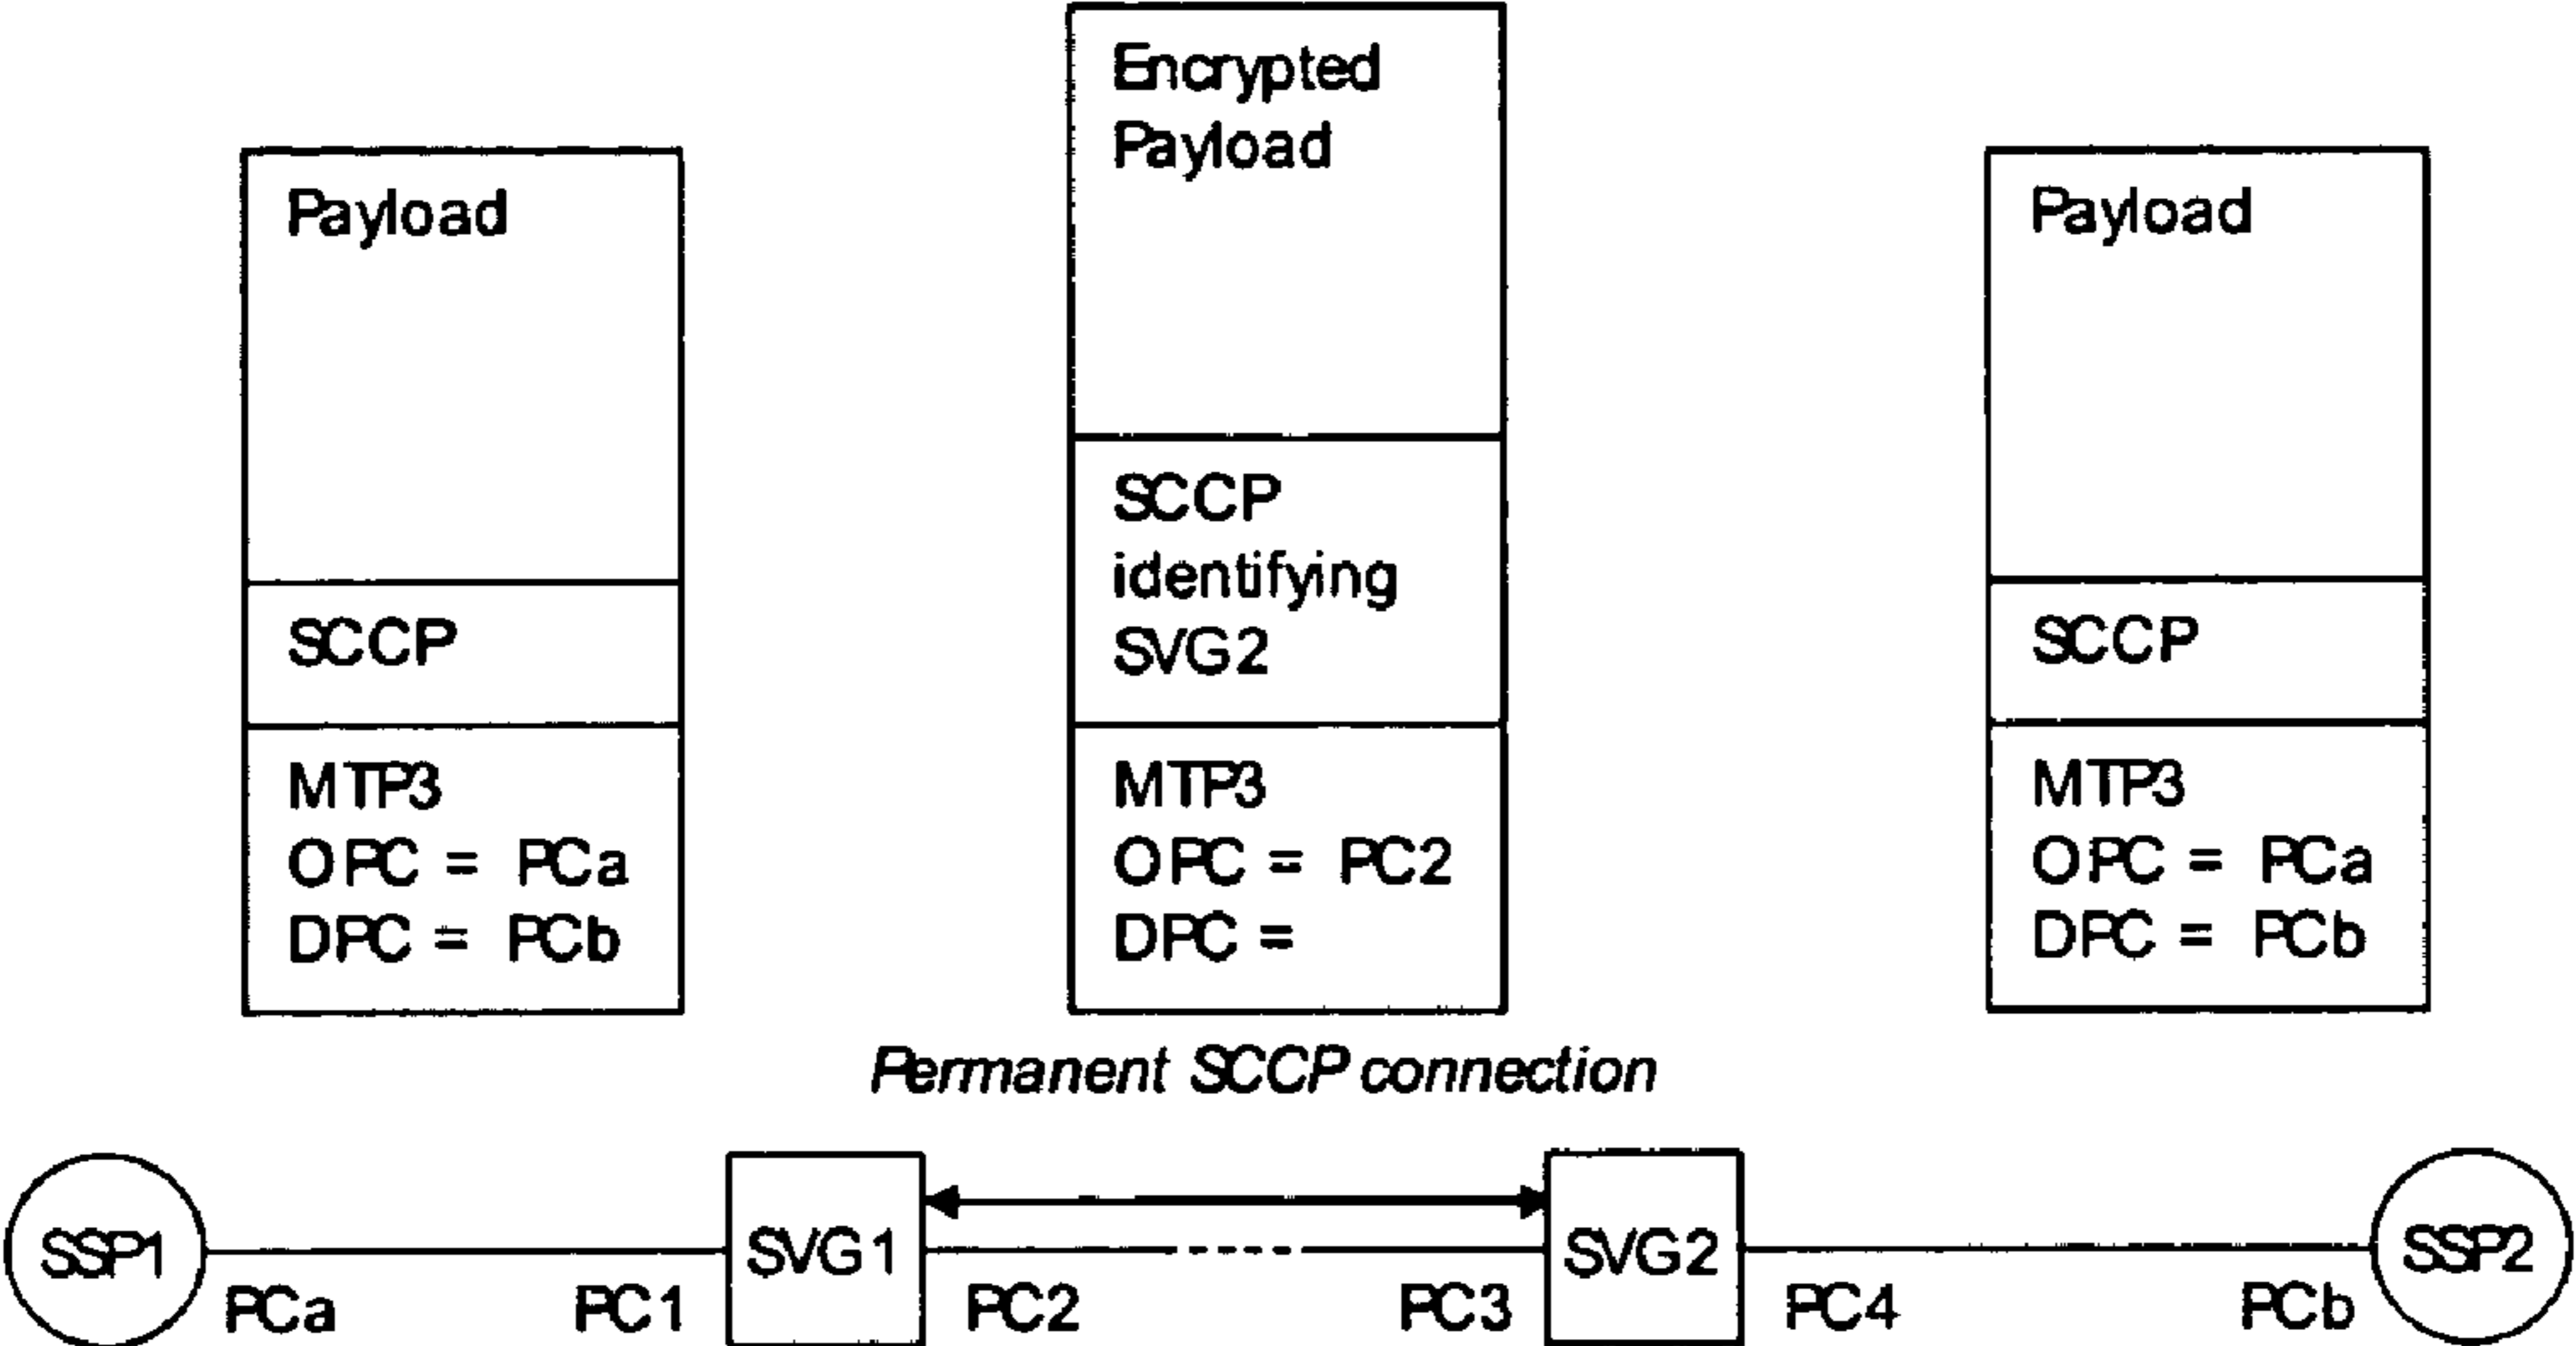 Payload
SCCP
MTP3
OPC = PCa
DPC = PCb
Encrypted
Payload
SCCP
identifying
SVG2
MTP3
OPC = PC2
DPC =
Payload
SCCP
MTP3
OPC = PCa
DPC = PCb
Permanent SCCP connection
SSP1
SVG1
SVG2
SSP2
PCa
PC1
PC2
PC3
PC4
PCb